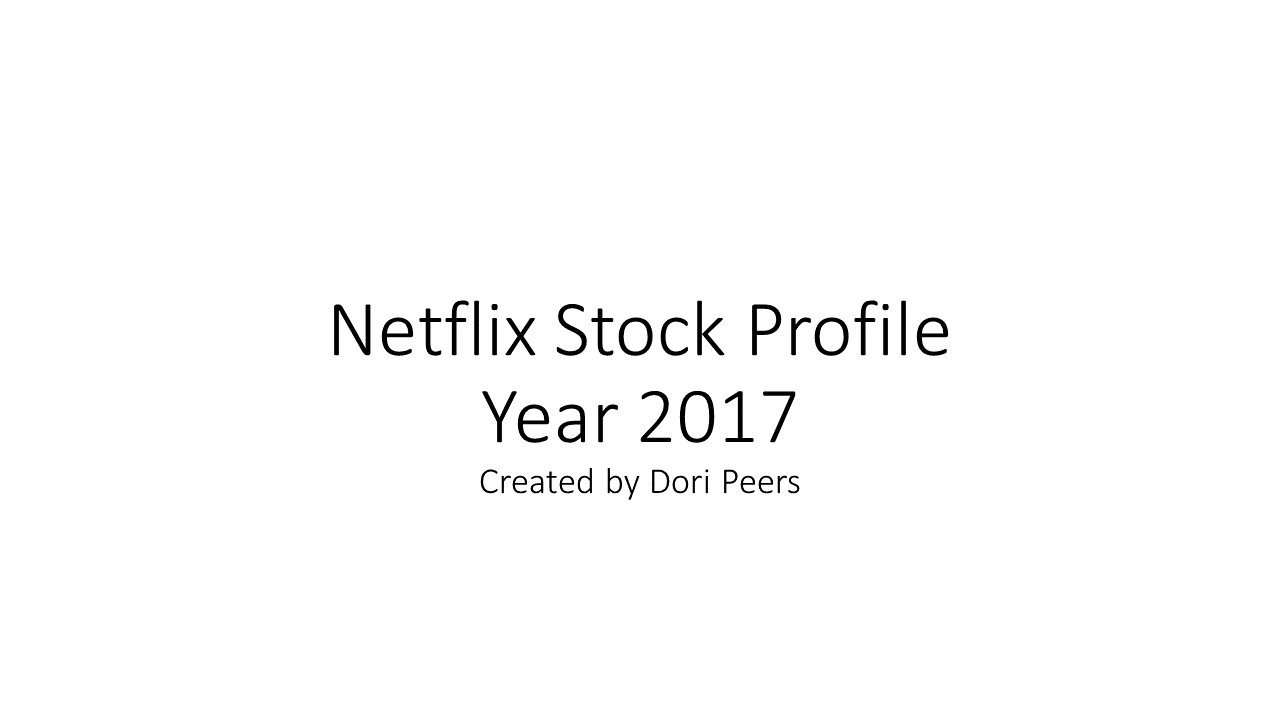 Netflix Stock Profile
Year 2017
Created by Dori Peers